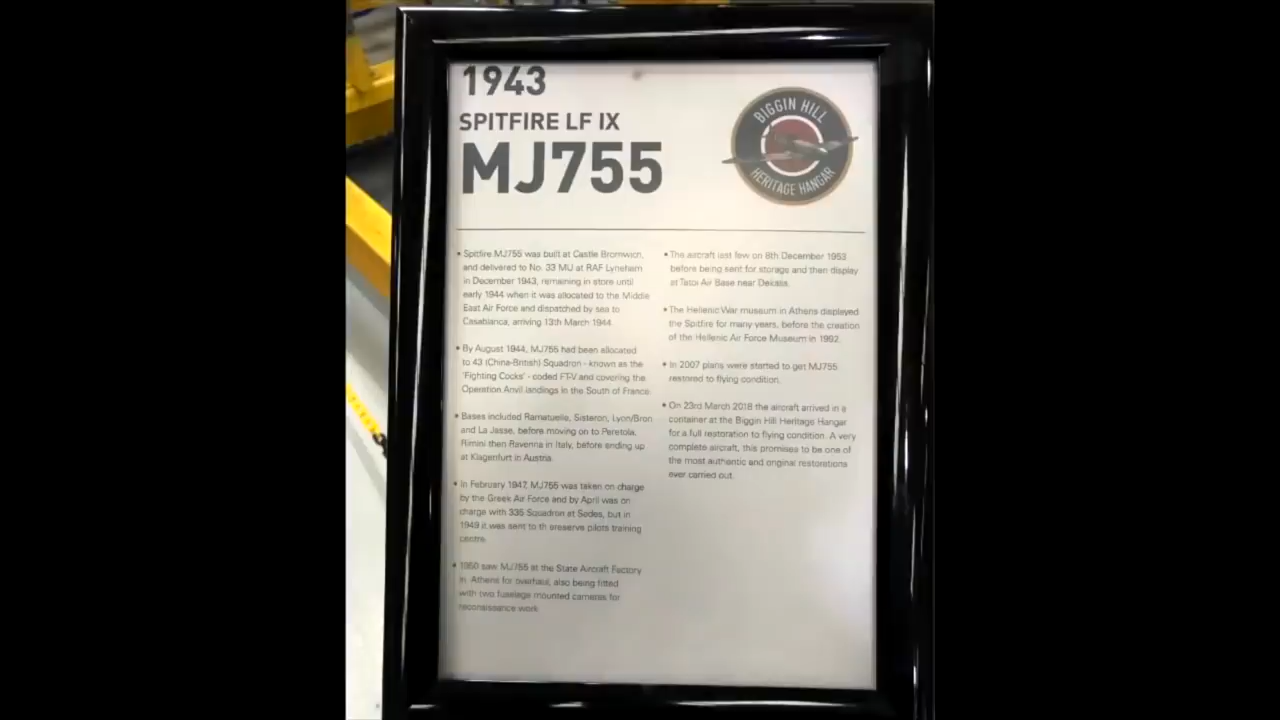 1943
SPITFIRE LF IX
MJ755
BIGGIN HILL
HERITAGE HANGAR
• Spitfire MJ755 was built at Castle Bromwich,
and delivered to No. 33 MU at RAF Lyneham
in December 1943, remaining in store until
early 1944 when it was allocated to the Middle
East Air Force and dispatched by sea to
Casablanca, arriving 13th March 1944.
• By August 1944, MJ755 had been allocated
to 43 (China-British) Squadron - known as the
'Fighting Cocks' - coded FT-V and covering the
Operation Anvil landings in the South of France.
• Bases included Ramatuelle, Sisteron, Lyon/Bron
and La Jasse, before moving on to Peretola,
Rimini then Ravenna in Italy, before ending up
at Klagenfurt in Austria.
• In February 1947, MJ755 was taken on charge
by the Greek Air Force and by April was on
charge with 335 Squadron at Sedes, but in
1949 it was sent to th ereserve pilots training
centre.
• 1950 saw MJ755 at the State Aircraft Factory
in Athens for overhaul, also being fitted
with two fuselage mounted cameras for
reconaissance work
• The aircraft last flew on 8th December 1953
before being sent for storage and then display
at Tatoi Air Base near Dekelia.
• The Hellenic War museum in Athens displayed
the Spitfire for many years, before the creation
of the Hellenic Air Force Museum in 1992.
• In 2007 plans were started to get MJ755
restored to flying condition.
• On 23rd March 2018 the aircraft arrived in a
container at the Biggin Hill Heritage Hangar
for a full restoration to flying condition. A very
complete aircraft, this promises to be one of
the most authentic and original restorations
ever carried out.